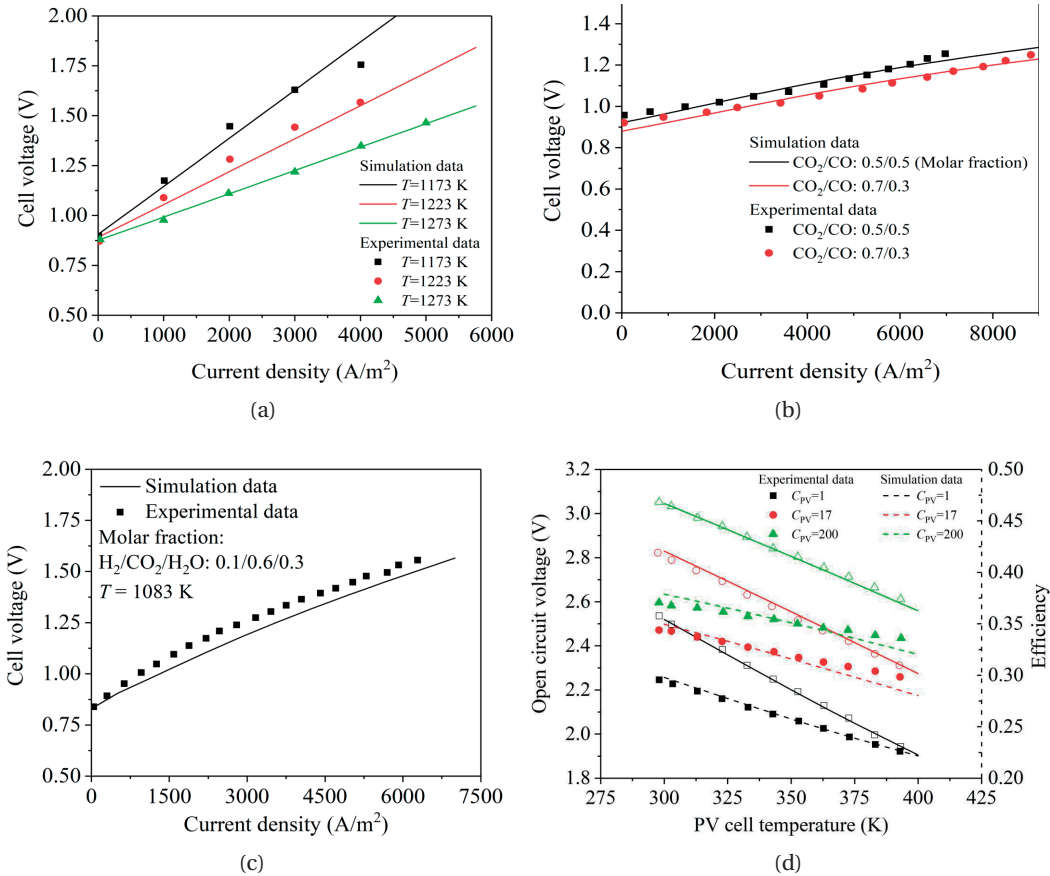 2.00
1.75
1.50
1.25
1.00
0.75
0.50
Cell voltage (V)
Simulation data
T=1173 K
T=1223 K
T=1273 K
Experimental data
T=1173 K
T=1223 K
T=1273 K
0 1000 2000 3000 4000 5000 6000
Current density (A/m²)
(a)
1.4
1.2
1.0
0.8
0.6
0.4
0.2
0.0
Cell voltage (V)
Simulation data
CO₂/CO: 0.5/0.5 (Molar fraction)
CO₂/CO: 0.7/0.3
Experimental data
CO₂/CO: 0.5/0.5
CO₂/CO: 0.7/0.3
0 2000 4000 6000 8000
Current density (A/m²)
(b)
2.00
1.75
1.50
1.25
1.00
0.75
0.50
Cell voltage (V)
Simulation data
Experimental data
Molar fraction:
H₂/CO₂/H₂O: 0.1/0.6/0.3
T = 1083 K
0 1500 3000 4500 6000 7500
Current density (A/m²)
(c)
3.2
3.0
2.8
2.6
2.4
2.2
2.0
1.8
Open circuit voltage (V)
Experimental data Simulation data
C_PV=1 C_PV=1
C_PV=17 C_PV=17
C_PV=200 C_PV=200
0.50
0.45
0.40
0.35
0.30
0.25
0.20
Efficiency
275 300 325 350 375 400 425
PV cell temperature (K)
(d)